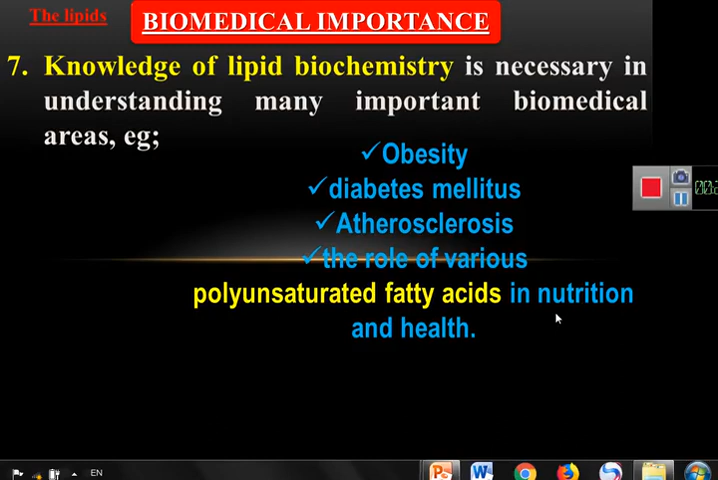 The lipids
BIOMEDICAL IMPORTANCE
7. Knowledge of lipid biochemistry is necessary in
understanding many important biomedical
areas, eg;
✓Obesity
✓diabetes mellitus
✓Atherosclerosis
✓the role of various
polyunsaturated fatty acids in nutrition
and health.
EN